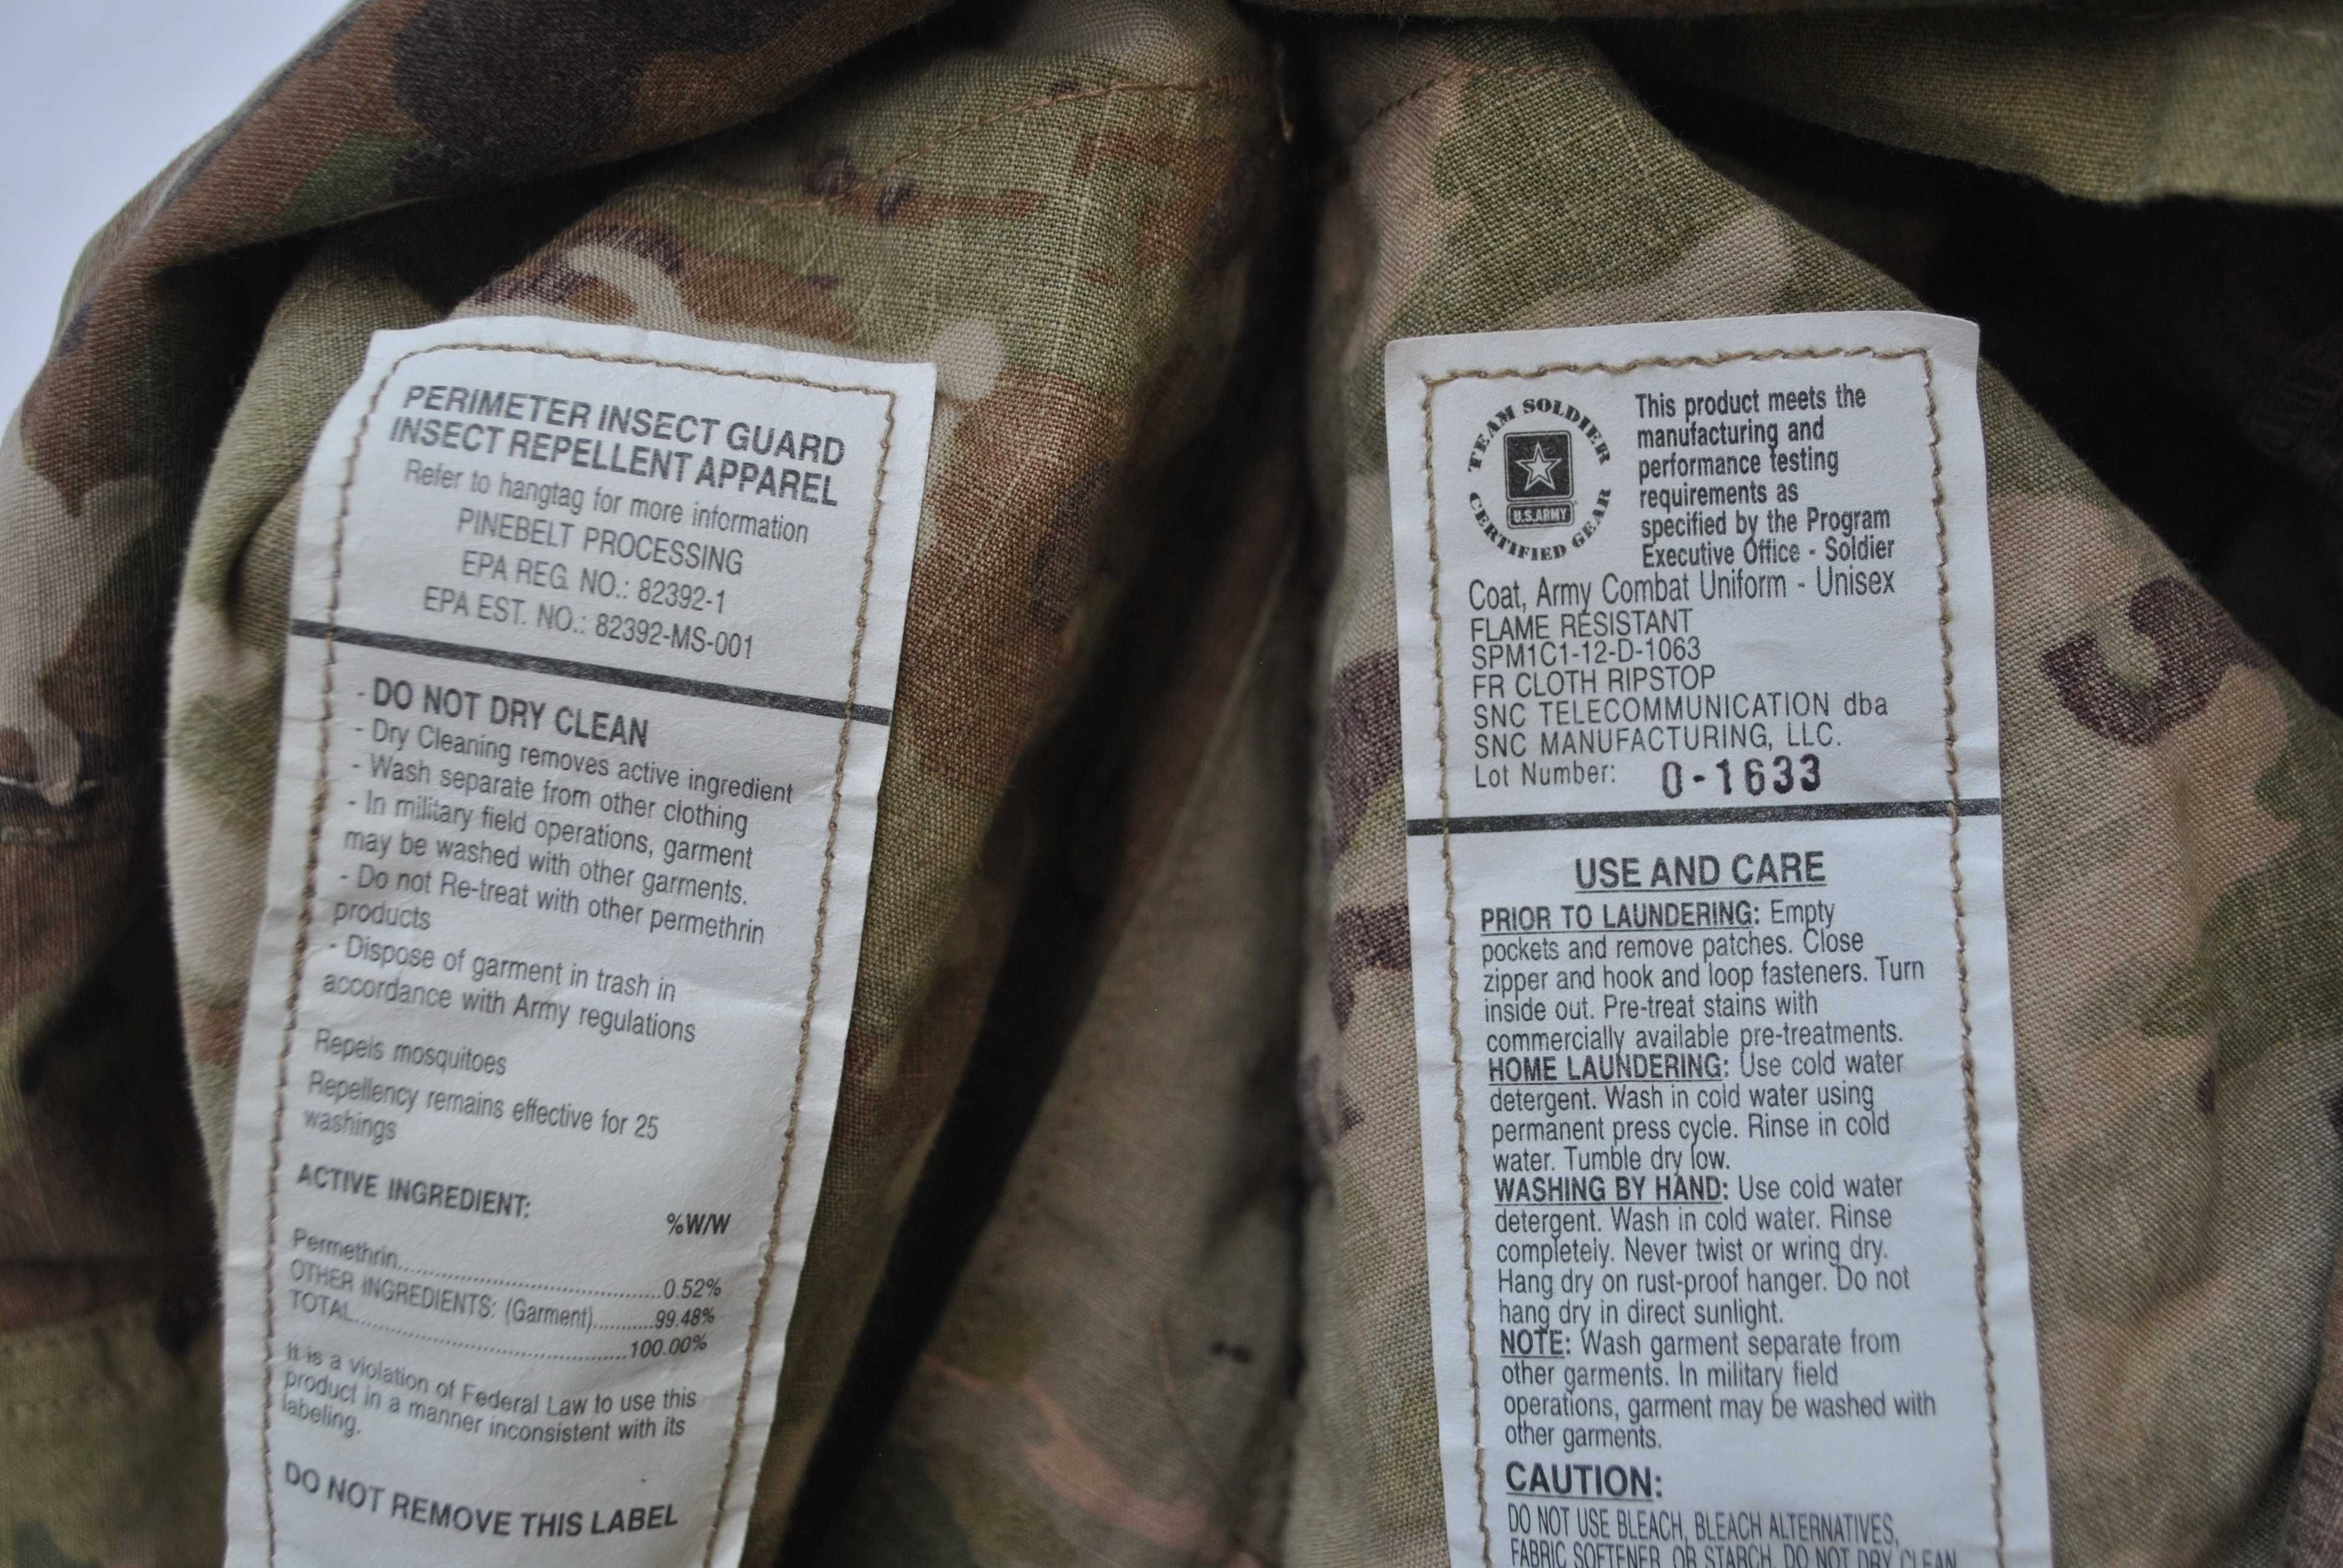 PERIMETER INSECT GUARD
INSECT REPELLENT APPAREL
Refer to hangtag for more information
PINEBELT PROCESSING
EPA REG. NO.: 82392-1
EPA EST. NO.: 82392-MS-001
- DO NOT DRY CLEAN
- Dry Cleaning removes active ingredient
- Wash separate from other clothing
- In military field operations, garment
may be washed with other garments.
- Do not Re-treat with other permethrin
products
- Dispose of garment in trash in
accordance with Army regulations
Repels mosquitoes
Repellency remains effective for 25
washings
ACTIVE INGREDIENT:
%W/W
Permethrin...............................0.52%
OTHER INGREDIENTS: (Garment)...........99.48%
TOTAL................................100.00%
It is a violation of Federal Law to use this
product in a manner inconsistent with its
labeling.
DO NOT REMOVE THIS LABEL
TEAM SOLDIER
U.S.ARMY
CERTIFIED GEAR
This product meets the
manufacturing and
performance testing
requirements as
specified by the Program
Executive Office - Soldier
Coat, Army Combat Uniform - Unisex
FLAME RESISTANT
SPM1C1-12-D-1063
FR CLOTH RIPSTOP
SNC TELECOMMUNICATION dba
SNC MANUFACTURING, LLC.
Lot Number: 0-1633
USE AND CARE
PRIOR TO LAUNDERING: Empty
pockets and remove patches. Close
zipper and hook and loop fasteners. Turn
inside out. Pre-treat stains with
commercially available pre-treatments.
HOME LAUNDERING: Use cold water
detergent. Wash in cold water using
permanent press cycle. Rinse in cold
water. Tumble dry low.
WASHING BY HAND: Use cold water
detergent. Wash in cold water. Rinse
completely. Never twist or wring dry.
Hang dry on rust-proof hanger. Do not
hang dry in direct sunlight.
NOTE: Wash garment separate from
other garments. In military field
operations, garment may be washed with
other garments.
CAUTION:
DO NOT USE BLEACH, BLEACH ALTERNATIVES,
FABRIC SOFTENER, OR STARCH. DO NOT DRY CLEAN